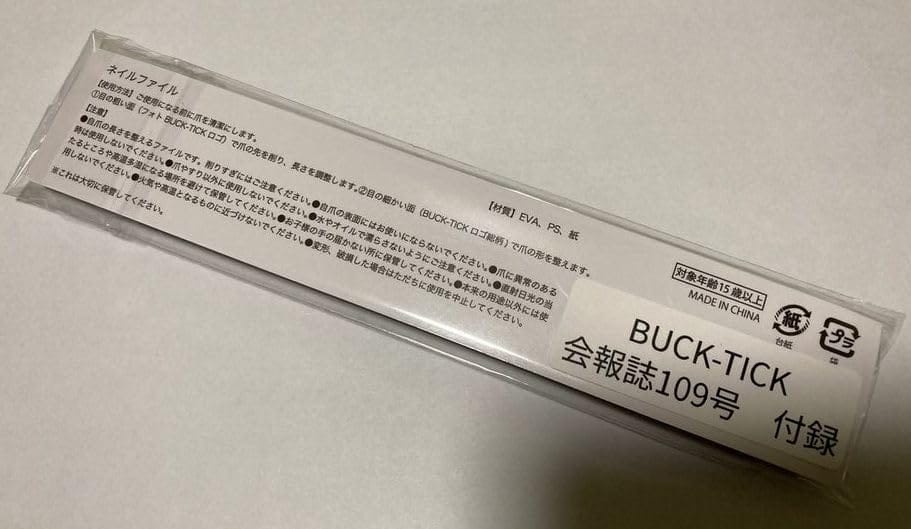 ネイルファイル
【使用方法】ご使用になる前に爪を清潔にします。
①目の粗い面(フォト BUCK-TICK ロゴ)で爪の先を削り、長さを調整します。②目の細かい面(BUCK-TICK ロゴ総柄)で爪の形を整えます。
【注意】
●自爪の長さを整えるファイルです。削りすぎにはご注意ください。●自爪の表面にはお使いにならないでください。●爪に異常のある
時は使用しないでください。●爪やすり以外に使用しないでください。●水やオイルで濡らさないようにご注意ください。●直射日光の当
たるところや高温多湿になる場所を避けて保管してください。●お子様の手の届かない所に保管してください。●本来の用途以外には使
用しないでください。●火気や高温となるものに近づけないでください。●変形、破損した場合はただちに使用を中止してください。
※これは大切に保管してください。
【材質】EVA、PS、紙
対象年齢15歳以上
MADE IN CHINA
紙
台紙
プラ
袋
BUCK-TICK
会報誌109号 付録